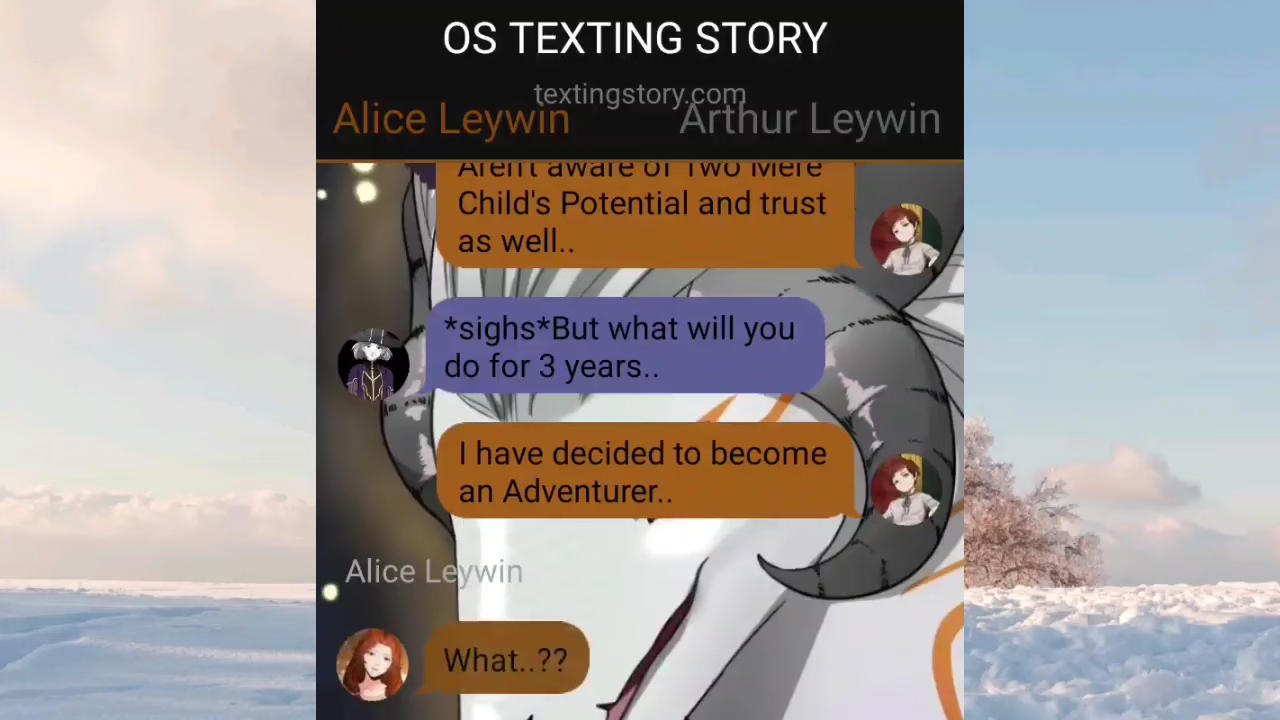 OS TEXTING STORY
textingstory.com
Alice Leywin
Arthur Leywin
Aren't aware of Two Mere
Child's Potential and trust
as well..
*sighs*But what will you
do for 3 years..
I have decided to become
an Adventurer..
Alice Leywin
What..??